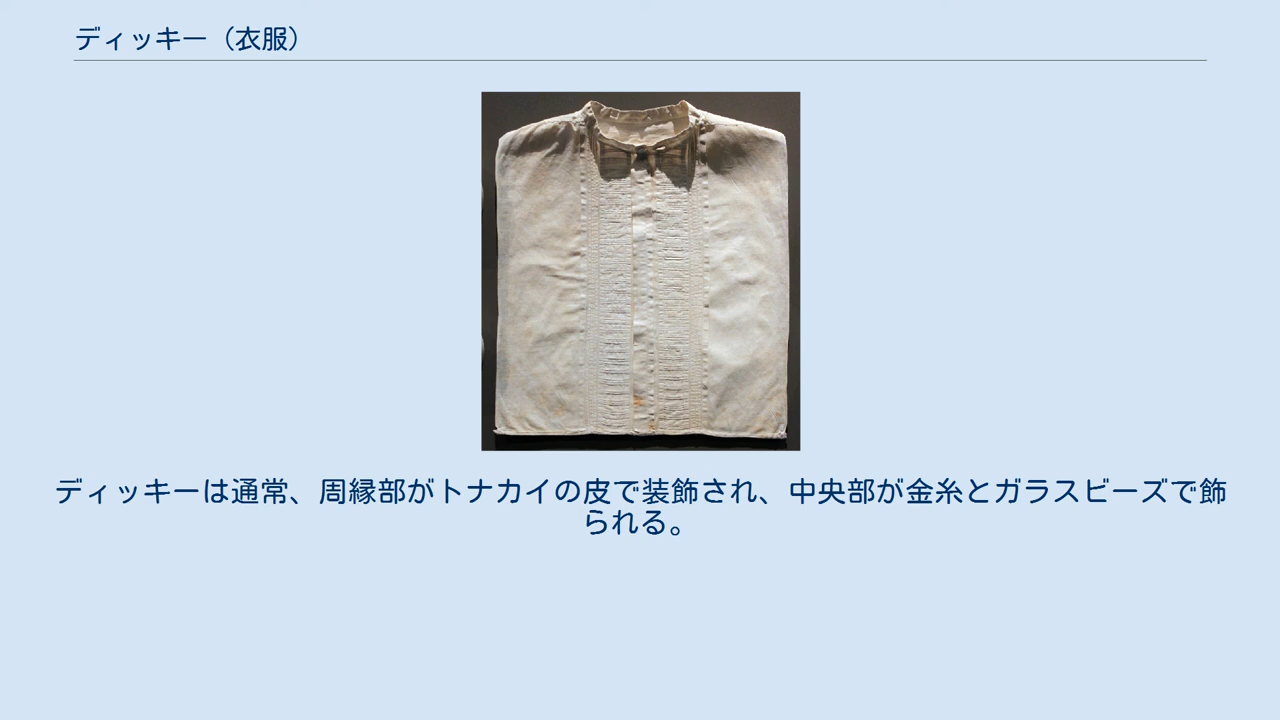 ディッキー（衣服）
ディッキーは通常、周縁部がトナカイの皮で装飾され、中央部が金糸とガラスビーズで飾
られる。